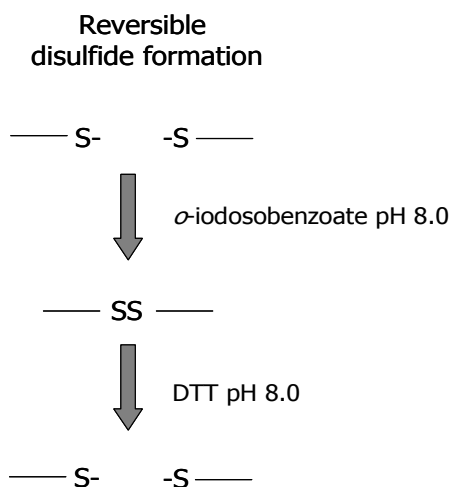 Reversible
disulfide formation
S- -S
o-iodosobenzoate pH 8.0
SS
DTT pH 8.0
S- -S